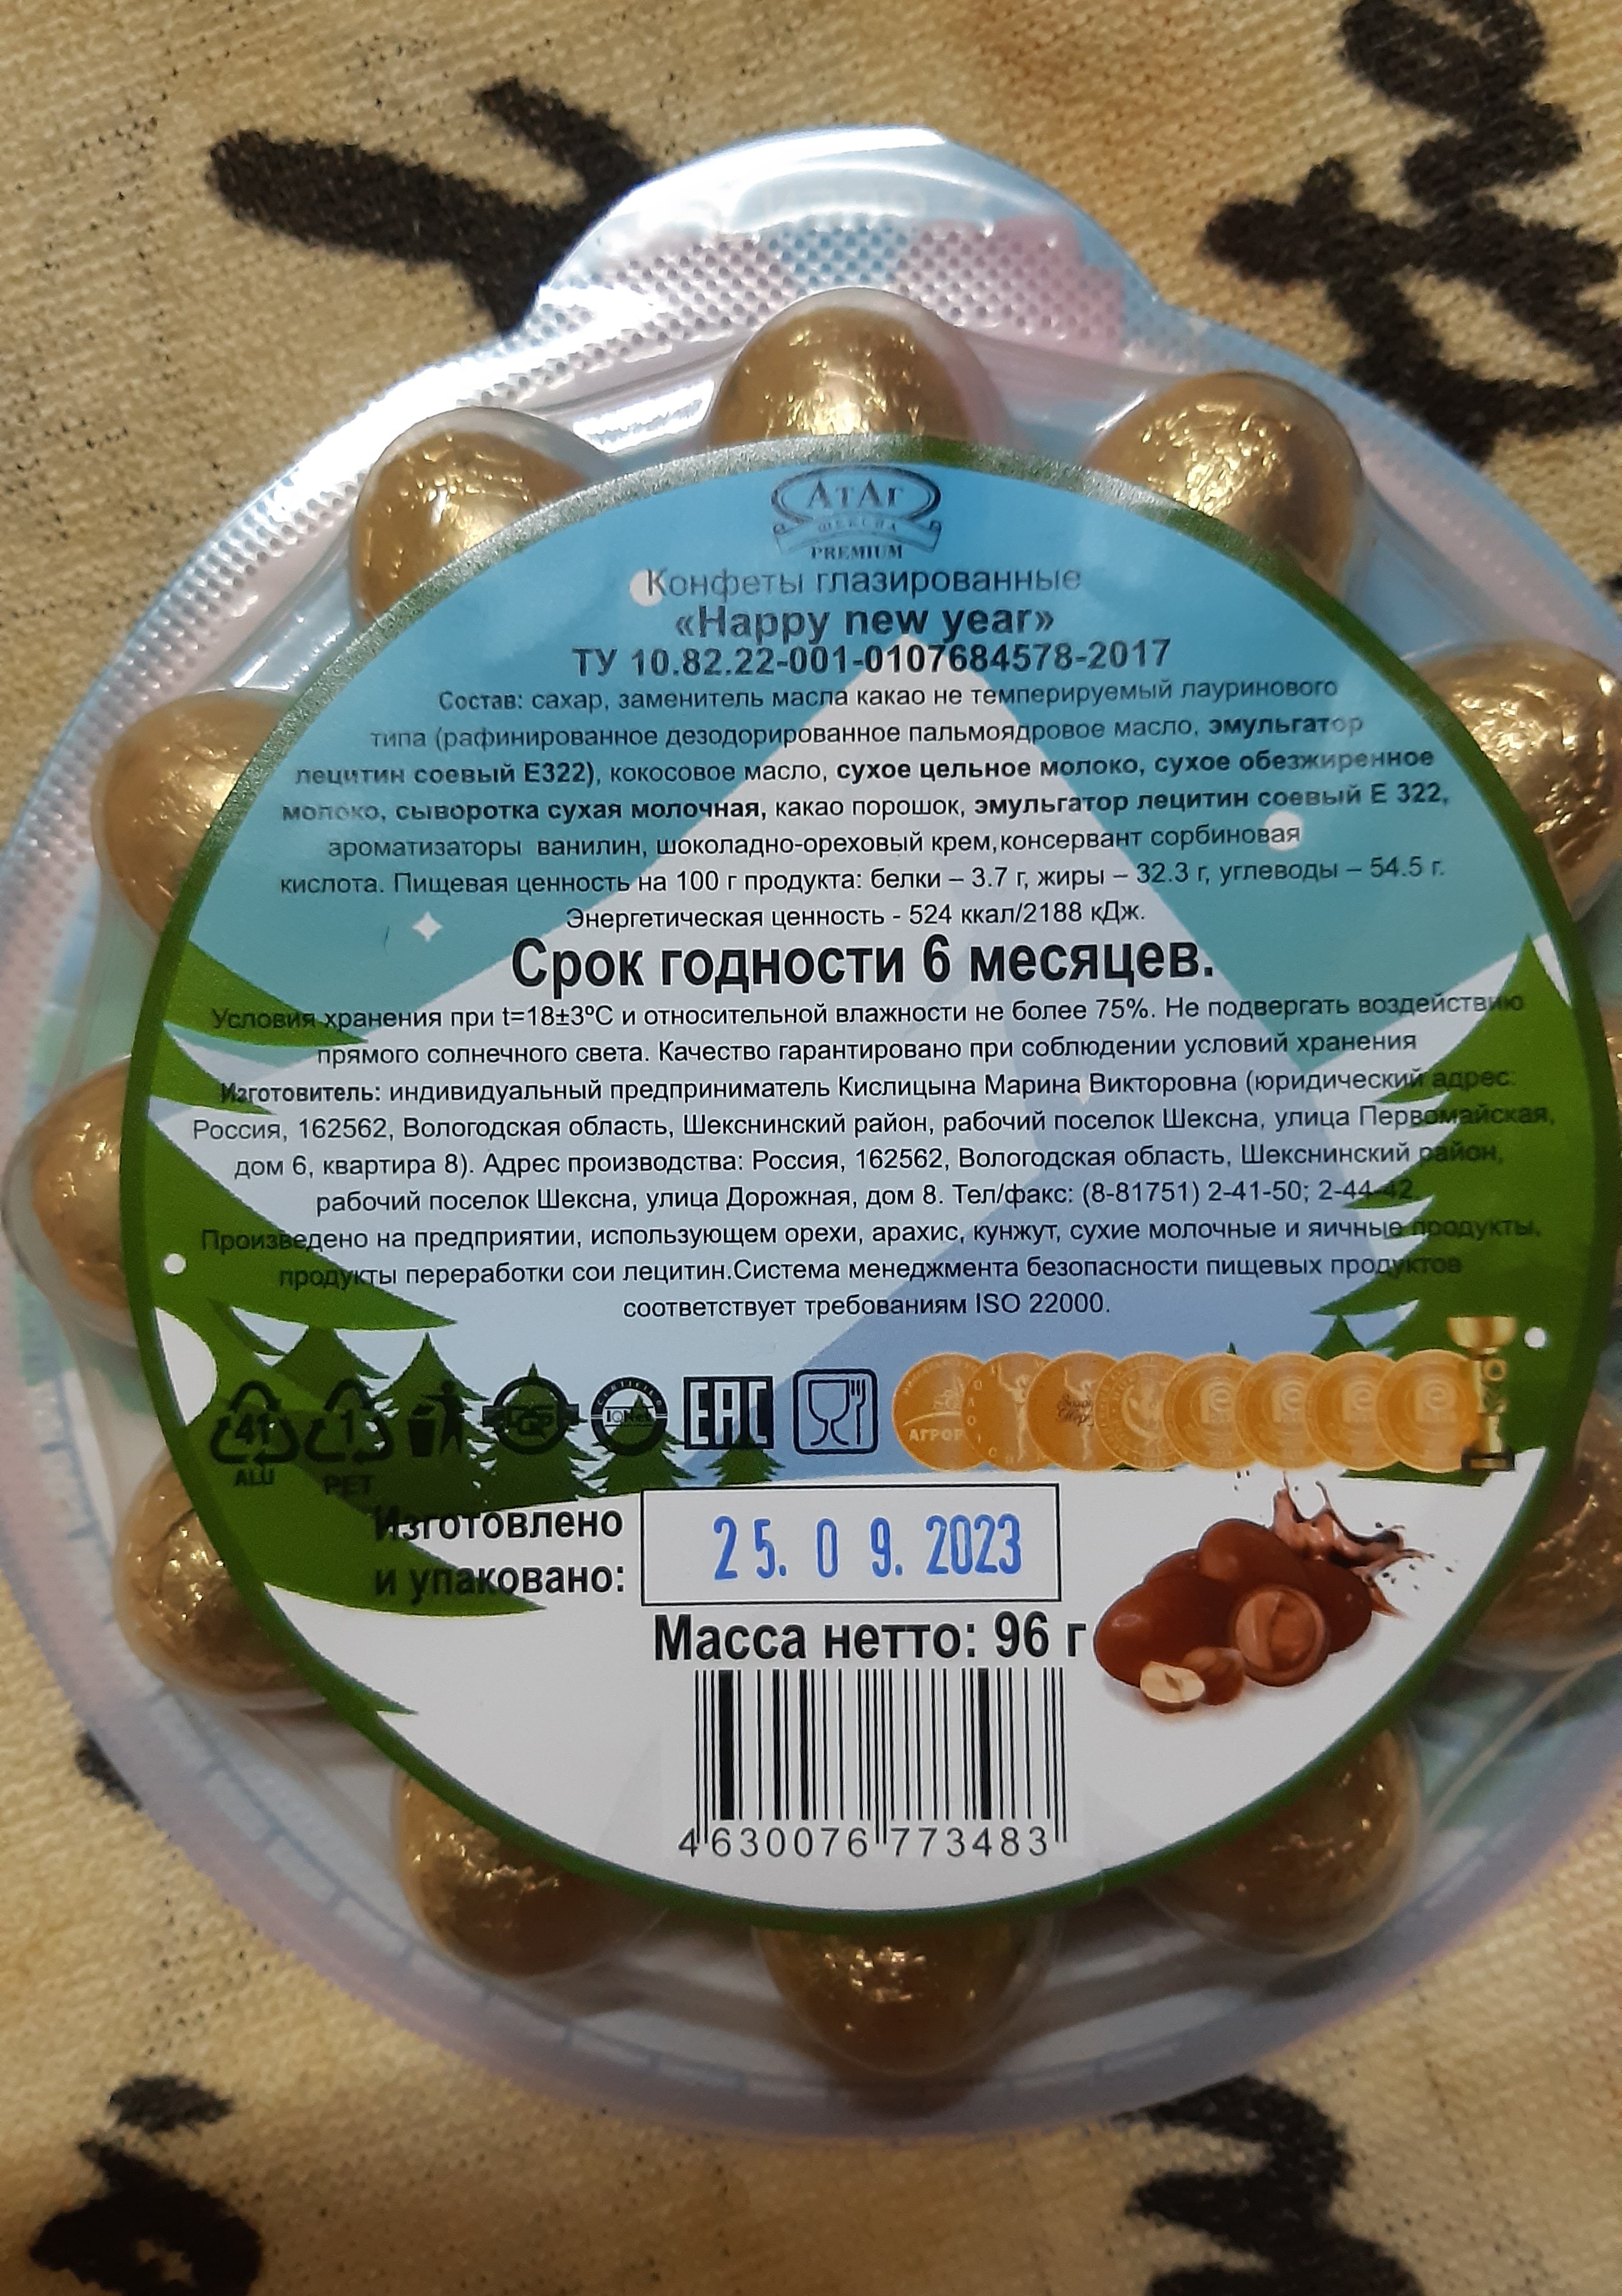 АтАг
ШЕКСНА
PREMIUM
Конфеты глазированные
«Happy new year»
ТУ 10.82.22-001-0107684578-2017
Состав: сахар, заменитель масла какао не темперируемый лауринового
типа (рафинированное дезодорированное пальмоядровое масло, эмульгатор
лецитин соевый Е322), кокосовое масло, сухое цельное молоко, сухое обезжиренное
молоко, сыворотка сухая молочная, какао порошок, эмульгатор лецитин соевый Е 322,
ароматизаторы ванилин, шоколадно-ореховый крем, консервант сорбиновая
кислота. Пищевая ценность на 100 г продукта: белки – 3.7 г, жиры – 32.3 г, углеводы – 54.5 г.
Энергетическая ценность - 524 ккал/2188 кДж.
Срок годности 6 месяцев.
Условия хранения при t=18±3ºС и относительной влажности не более 75%. Не подвергать воздействию
прямого солнечного света. Качество гарантировано при соблюдении условий хранения
Изготовитель: индивидуальный предприниматель Кислицына Марина Викторовна (юридический адрес:
Россия, 162562, Вологодская область, Шекснинский район, рабочий поселок Шексна, улица Первомайская,
дом 6, квартира 8). Адрес производства: Россия, 162562, Вологодская область, Шекснинский район,
рабочий поселок Шексна, улица Дорожная, дом 8. Тел/факс: (8-81751) 2-41-50; 2-44-42.
Произведено на предприятии, использующем орехи, арахис, кунжут, сухие молочные и яичные продукты,
продукты переработки сои лецитин.Система менеджмента безопасности пищевых продуктов
соответствует требованиям ISO 22000.
41 1 IQNet EAC АГРОР
ALU PET
Изготовлено
и упаковано:
25. 09. 2023
Масса нетто: 96 г
4 630076 773483